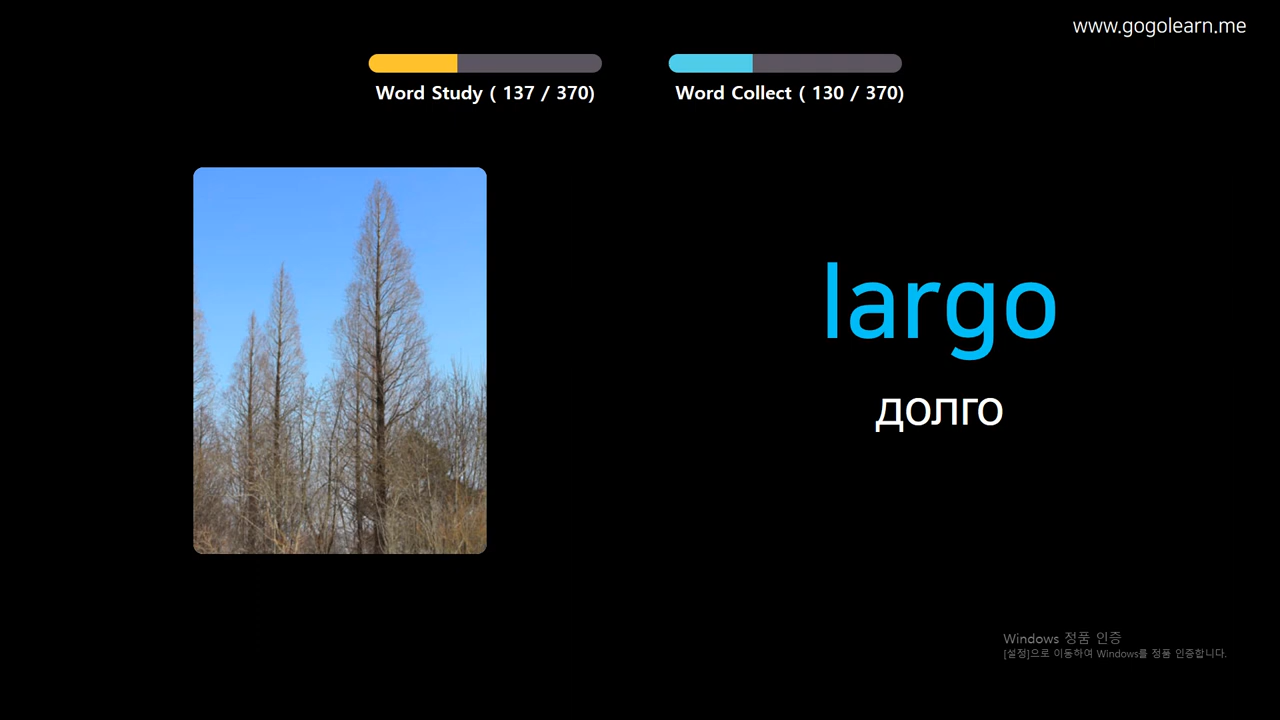 www.gogolearn.me
Word Study ( 137 / 370)
Word Collect ( 130 / 370)
largo
долго
Windows 정품 인증
[설정]으로 이동하여 Windows를 정품 인증합니다.